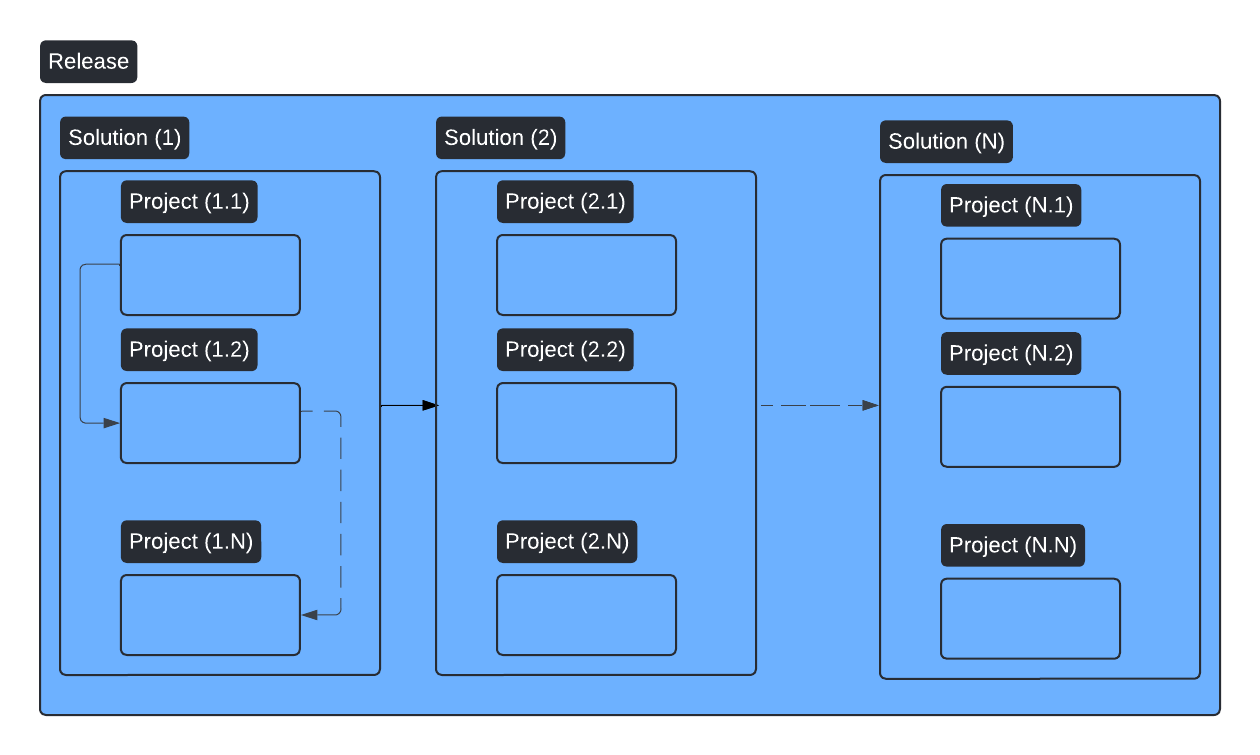 Release
Solution (1)
Project (1.1)
Project (1.2)
Project (1.N)
Solution (2)
Project (2.1)
Project (2.2)
Project (2.N)
Solution (N)
Project (N.1)
Project (N.2)
Project (N.N)